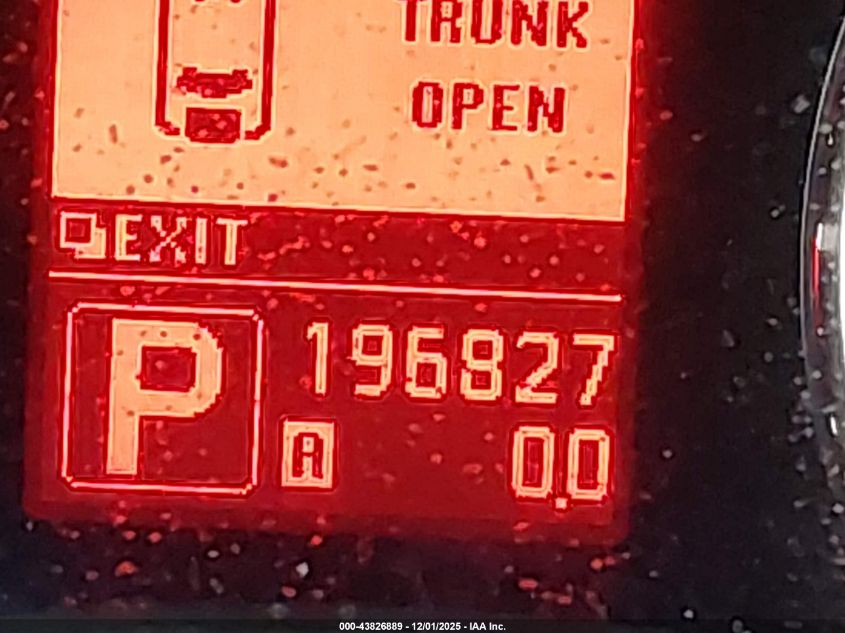 TRUNK
OPEN
EXIT
P
196827
A 0.0
000-43826889 - 12/01/2025 - IAA Inc.